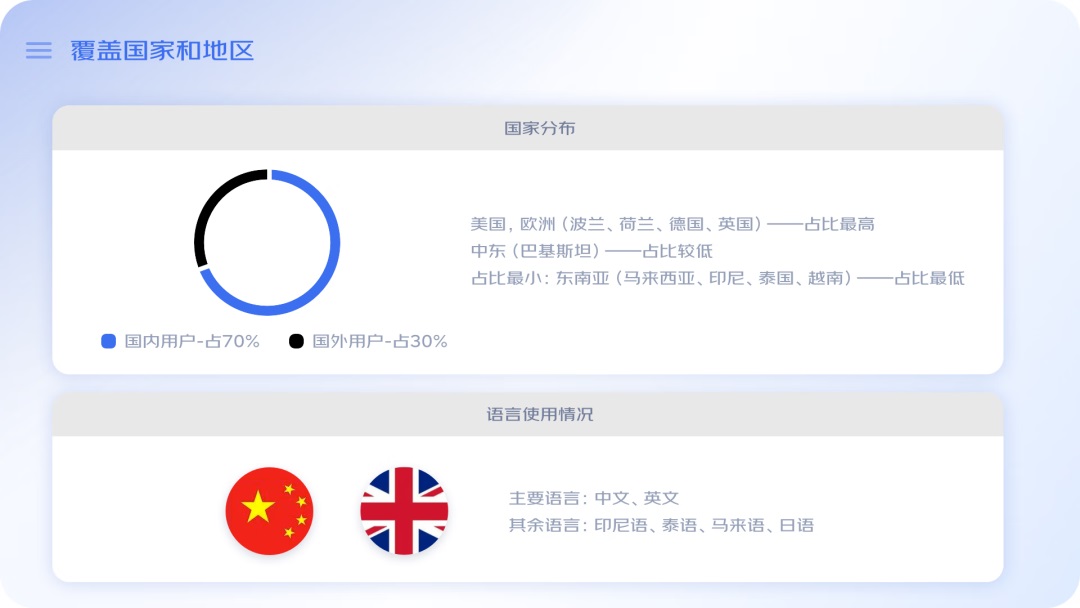 覆盖国家和地区
国家分布
美国，欧洲（波兰、荷兰、德国、英国）——占比最高
中东（巴基斯坦）——占比较低
占比最小：东南亚（马来西亚、印尼、泰国、越南）——占比最低
国内用户-占70%
国外用户-占30%
语言使用情况
主要语言：中文、英文
其余语言：印尼语、泰语、马来语、日语